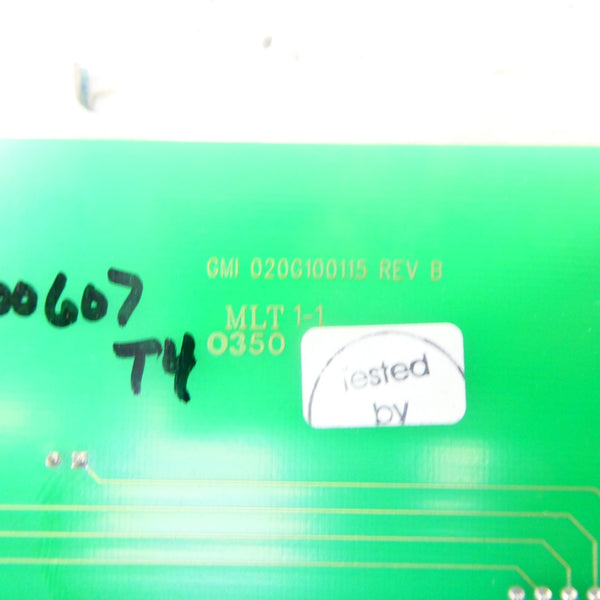 GMI 020G100115 REV B
00607
MLT 1-1
T4
0350
Tested
by